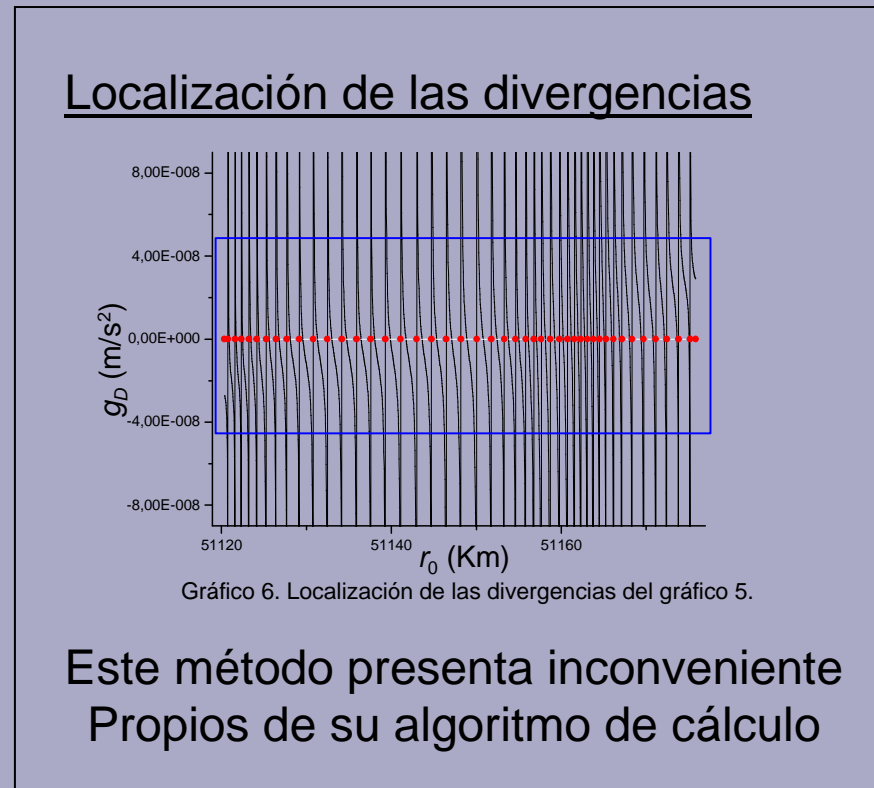 Localización de las divergencias
8,00E-008
4,00E-008
0,00E+000
-4,00E-008
-8,00E-008
g_D (m/s²)
51120 51140 51160
r₀ (Km)
Gráfico 6. Localización de las divergencias del gráfico 5.
Este método presenta inconveniente
Propios de su algoritmo de cálculo